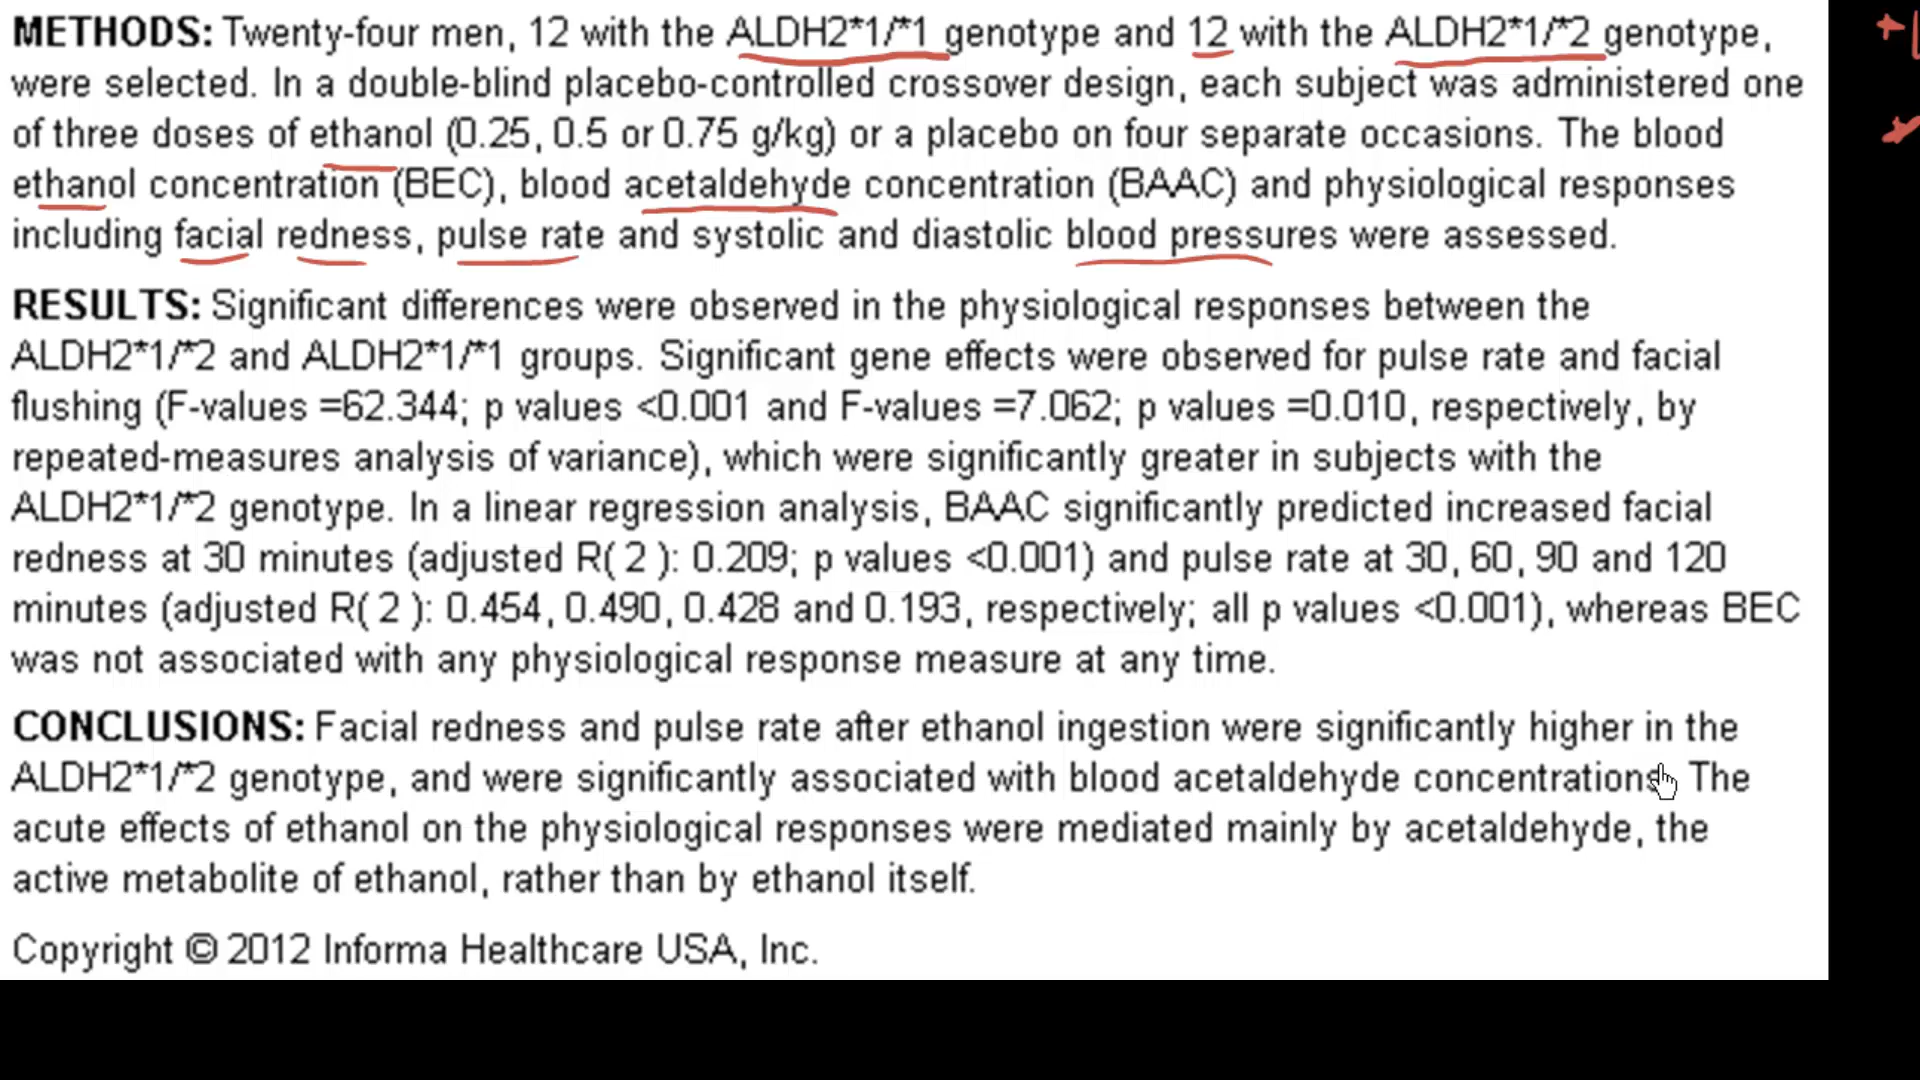 METHODS: Twenty-four men, 12 with the ALDH2*1/*1 genotype and 12 with the ALDH2*1/*2 genotype,
were selected. In a double-blind placebo-controlled crossover design, each subject was administered one
of three doses of ethanol (0.25, 0.5 or 0.75 g/kg) or a placebo on four separate occasions. The blood
ethanol concentration (BEC), blood acetaldehyde concentration (BAAC) and physiological responses
including facial redness, pulse rate and systolic and diastolic blood pressures were assessed.
RESULTS: Significant differences were observed in the physiological responses between the
ALDH2*1/*2 and ALDH2*1/*1 groups. Significant gene effects were observed for pulse rate and facial
flushing (F-values =62.344; p values <0.001 and F-values =7.062; p values =0.010, respectively, by
repeated-measures analysis of variance), which were significantly greater in subjects with the
ALDH2*1/*2 genotype. In a linear regression analysis, BAAC significantly predicted increased facial
redness at 30 minutes (adjusted R( 2 ): 0.209; p values <0.001) and pulse rate at 30, 60, 90 and 120
minutes (adjusted R( 2 ): 0.454, 0.490, 0.428 and 0.193, respectively; all p values <0.001), whereas BEC
was not associated with any physiological response measure at any time.
CONCLUSIONS: Facial redness and pulse rate after ethanol ingestion were significantly higher in the
ALDH2*1/*2 genotype, and were significantly associated with blood acetaldehyde concentrations. The
acute effects of ethanol on the physiological responses were mediated mainly by acetaldehyde, the
active metabolite of ethanol, rather than by ethanol itself.
Copyright © 2012 Informa Healthcare USA, Inc.